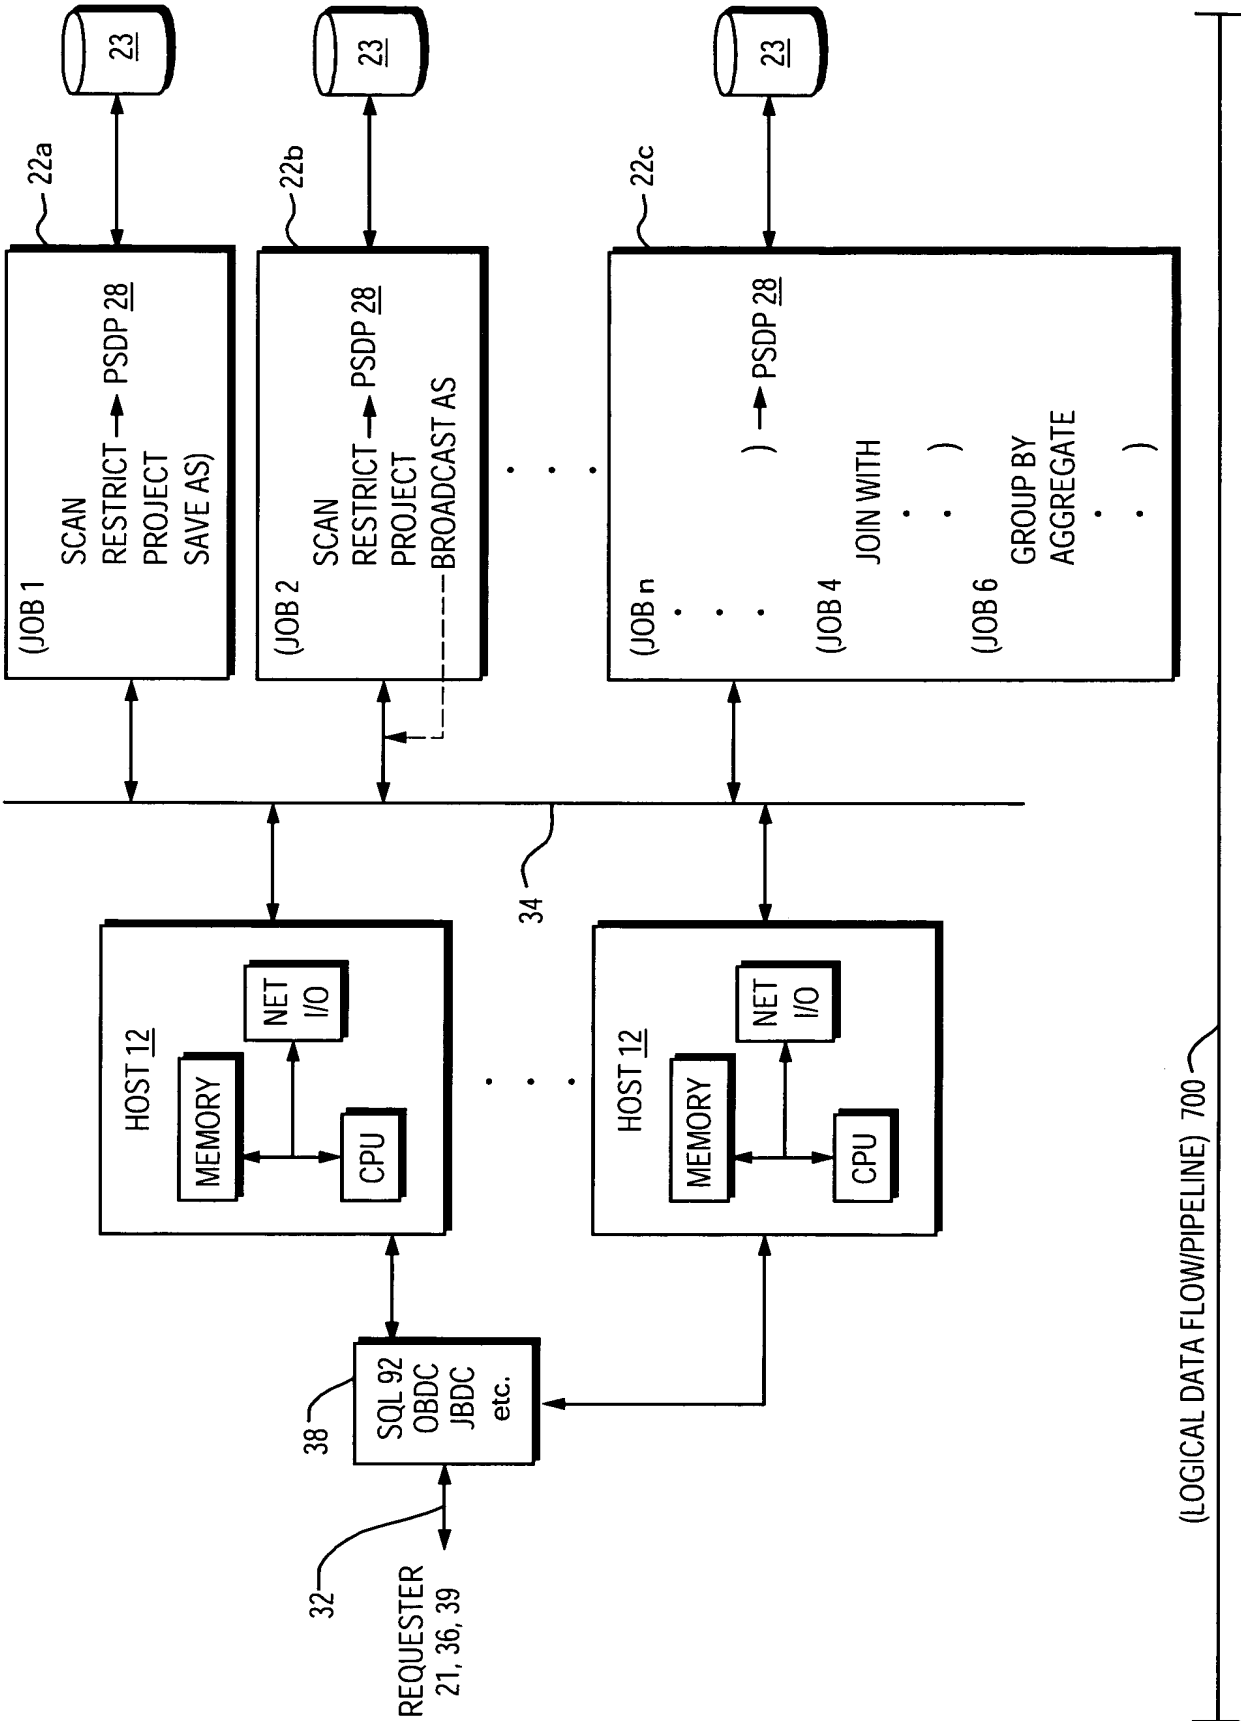 REQUESTER
21, 36, 39
32
38
SQL 92
OBDC
JBDC
etc.
HOST 12
MEMORY
NET
I/O
CPU
HOST 12
MEMORY
NET
I/O
CPU
34
(JOB 1
SCAN
RESTRICT
PSDP 28
PROJECT
SAVE AS)
22a
23
(JOB 2
SCAN
RESTRICT
PSDP 28
PROJECT
BROADCAST AS
22b
23
(JOB n
) PSDP 28
(JOB 4
JOIN WITH
)
(JOB 6
GROUP BY
AGGREGATE
)
22c
23
(LOGICAL DATA FLOW/PIPELINE) 700